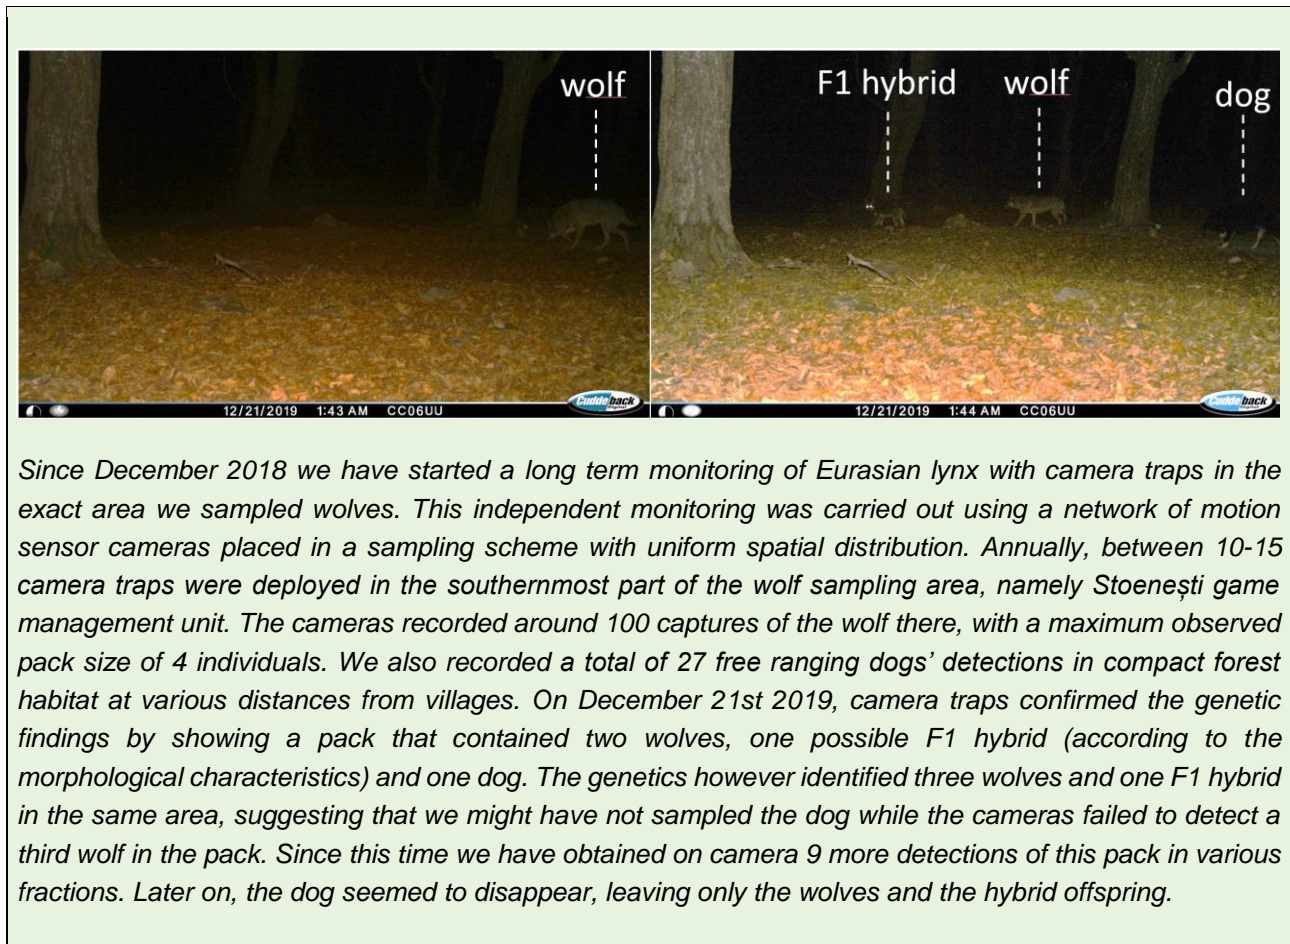 wolf
F1 hybrid
wolf
dog
12/21/2019 1:43 AM CC06UU
Cuddeback
Digital
12/21/2019 1:44 AM CC06UU
Cuddeback
Digital
Since December 2018 we have started a long term monitoring of Eurasian lynx with camera traps in the
exact area we sampled wolves. This independent monitoring was carried out using a network of motion
sensor cameras placed in a sampling scheme with uniform spatial distribution. Annually, between 10-15
camera traps were deployed in the southernmost part of the wolf sampling area, namely Stoenești game
management unit. The cameras recorded around 100 captures of the wolf there, with a maximum observed
pack size of 4 individuals. We also recorded a total of 27 free ranging dogs’ detections in compact forest
habitat at various distances from villages. On December 21st 2019, camera traps confirmed the genetic
findings by showing a pack that contained two wolves, one possible F1 hybrid (according to the
morphological characteristics) and one dog. The genetics however identified three wolves and one F1 hybrid
in the same area, suggesting that we might have not sampled the dog while the cameras failed to detect a
third wolf in the pack. Since this time we have obtained on camera 9 more detections of this pack in various
fractions. Later on, the dog seemed to disappear, leaving only the wolves and the hybrid offspring.